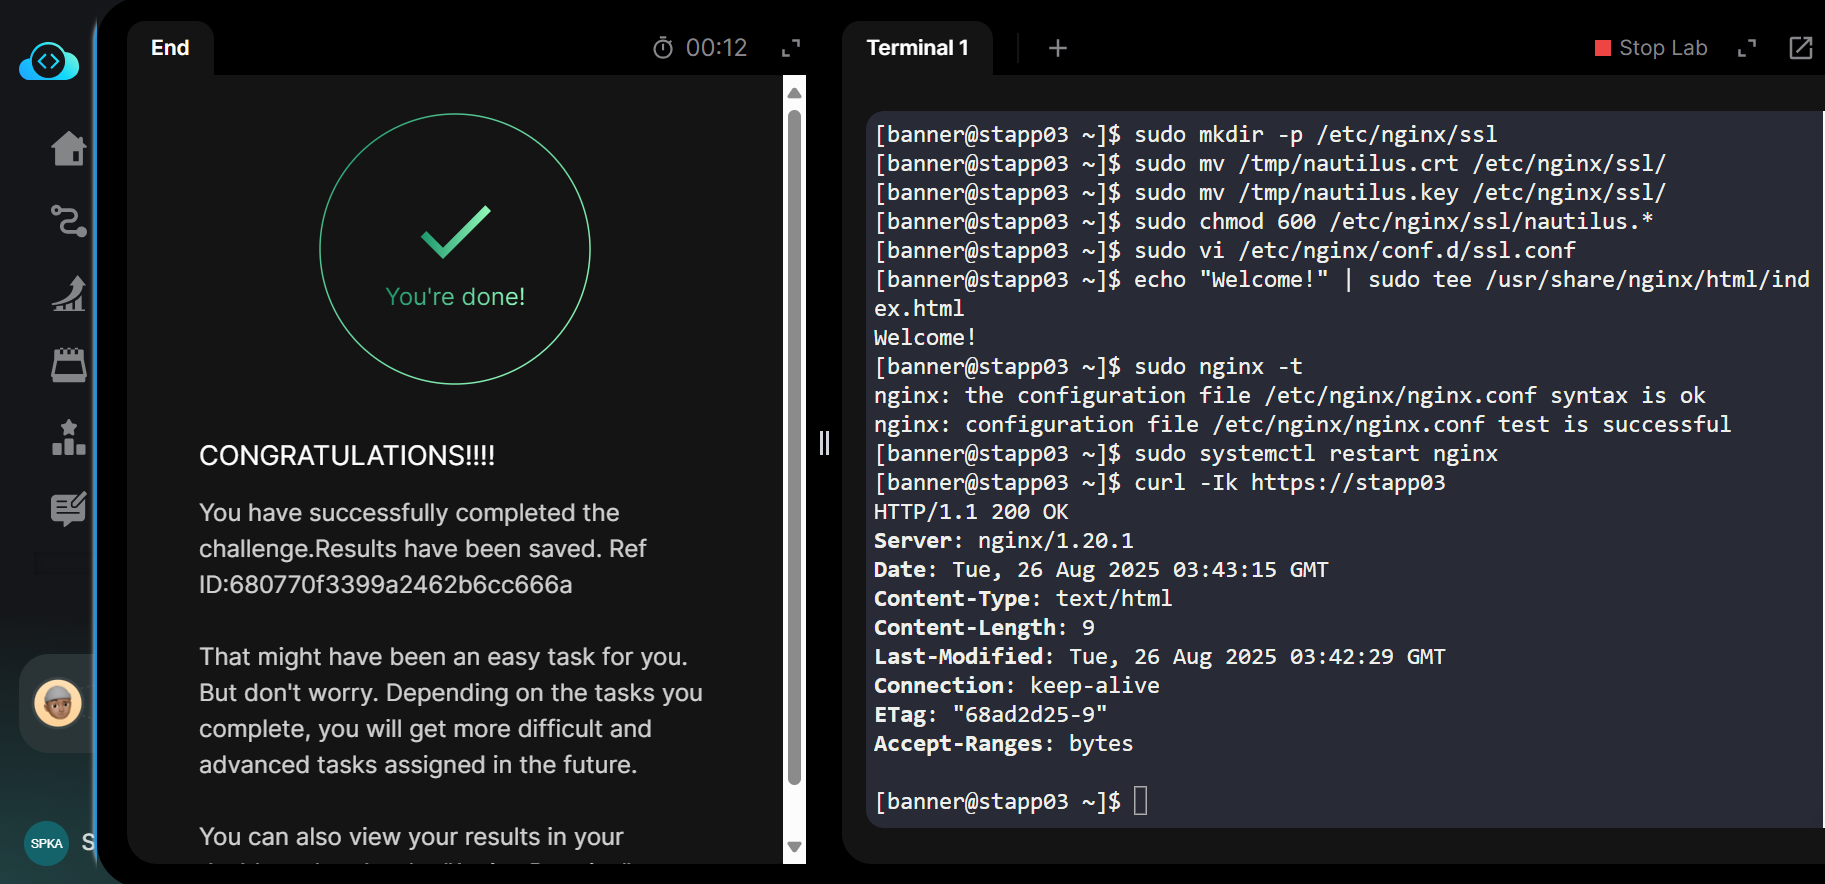 End
00:12
You're done!
CONGRATULATIONS!!!!
You have successfully completed the
challenge.Results have been saved. Ref
ID:680770f3399a2462b6cc666a
That might have been an easy task for you.
But don't worry. Depending on the tasks you
complete, you will get more difficult and
advanced tasks assigned in the future.
You can also view your results in your
SPKA
S
Terminal 1
+
Stop Lab
[banner@stapp03 ~]$ sudo mkdir -p /etc/nginx/ssl
[banner@stapp03 ~]$ sudo mv /tmp/nautilus.crt /etc/nginx/ssl/
[banner@stapp03 ~]$ sudo mv /tmp/nautilus.key /etc/nginx/ssl/
[banner@stapp03 ~]$ sudo chmod 600 /etc/nginx/ssl/nautilus.*
[banner@stapp03 ~]$ sudo vi /etc/nginx/conf.d/ssl.conf
[banner@stapp03 ~]$ echo "Welcome!" | sudo tee /usr/share/nginx/html/ind
ex.html
Welcome!
[banner@stapp03 ~]$ sudo nginx -t
nginx: the configuration file /etc/nginx/nginx.conf syntax is ok
nginx: configuration file /etc/nginx/nginx.conf test is successful
[banner@stapp03 ~]$ sudo systemctl restart nginx
[banner@stapp03 ~]$ curl -Ik https://stapp03
HTTP/1.1 200 OK
Server: nginx/1.20.1
Date: Tue, 26 Aug 2025 03:43:15 GMT
Content-Type: text/html
Content-Length: 9
Last-Modified: Tue, 26 Aug 2025 03:42:29 GMT
Connection: keep-alive
ETag: "68ad2d25-9"
Accept-Ranges: bytes
[banner@stapp03 ~]$